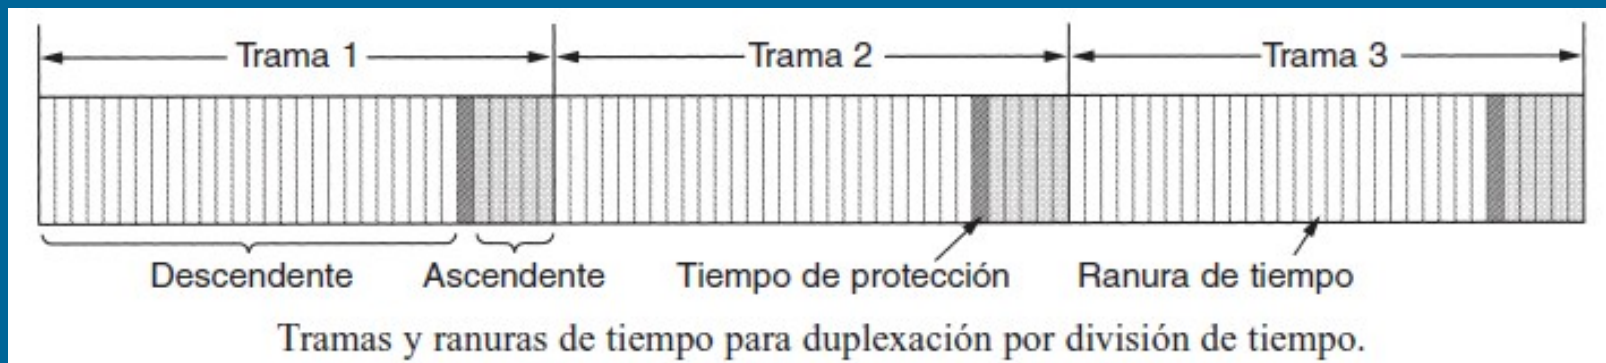 Trama 1 Trama 2 Trama 3
Descendente Ascendente Tiempo de protección Ranura de tiempo
Tramas y ranuras de tiempo para duplexación por división de tiempo.